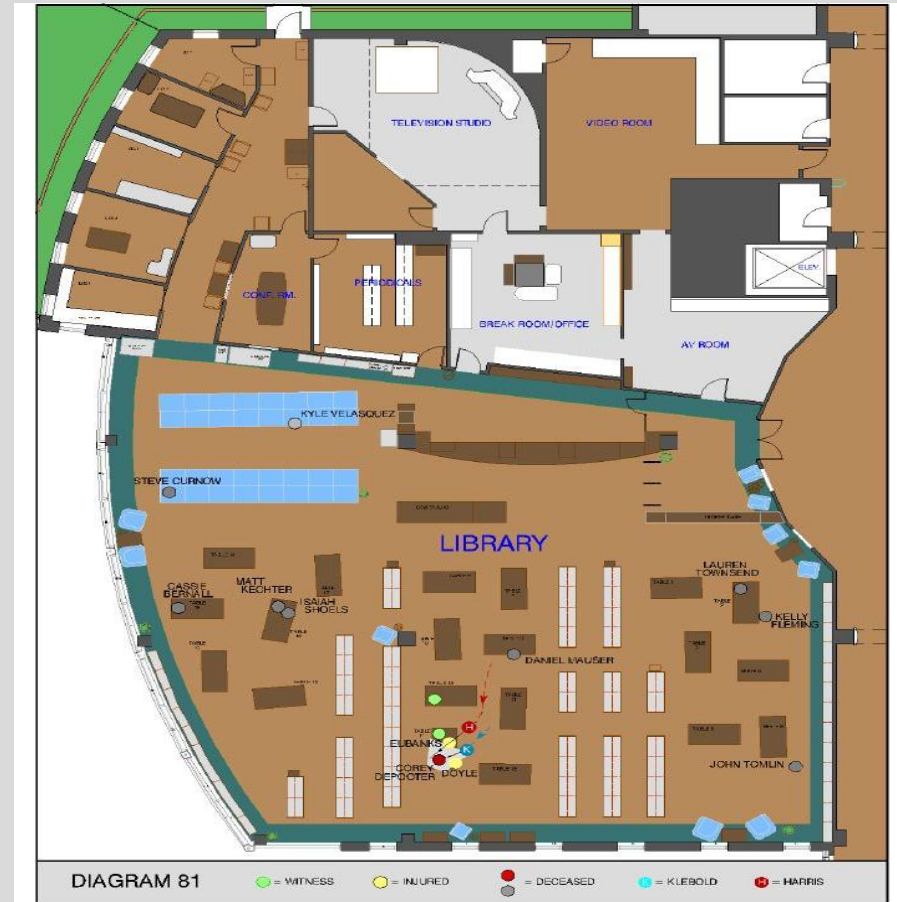 TELEVISION STUDIO
VIDEO ROOM
ELEV.
CONF. RM.
PERIODICALS
BREAK ROOM/OFFICE
AV ROOM
KYLE VELASQUEZ
STEVE CURNOW
LIBRARY
LAUREN
TOWNSEND
CASSIE
BERNALL
MATT
KECHTER
ISAIAH
SHOELS
KELLY
FLEMING
DANIEL MAUSER
H
EUBANKS
K
COREY
DEPOOTER
DOYLE
JOHN TOMLIN
DIAGRAM 81
= WITNESS
= INJURED
= DECEASED
K = KLEBOLD
H = HARRIS